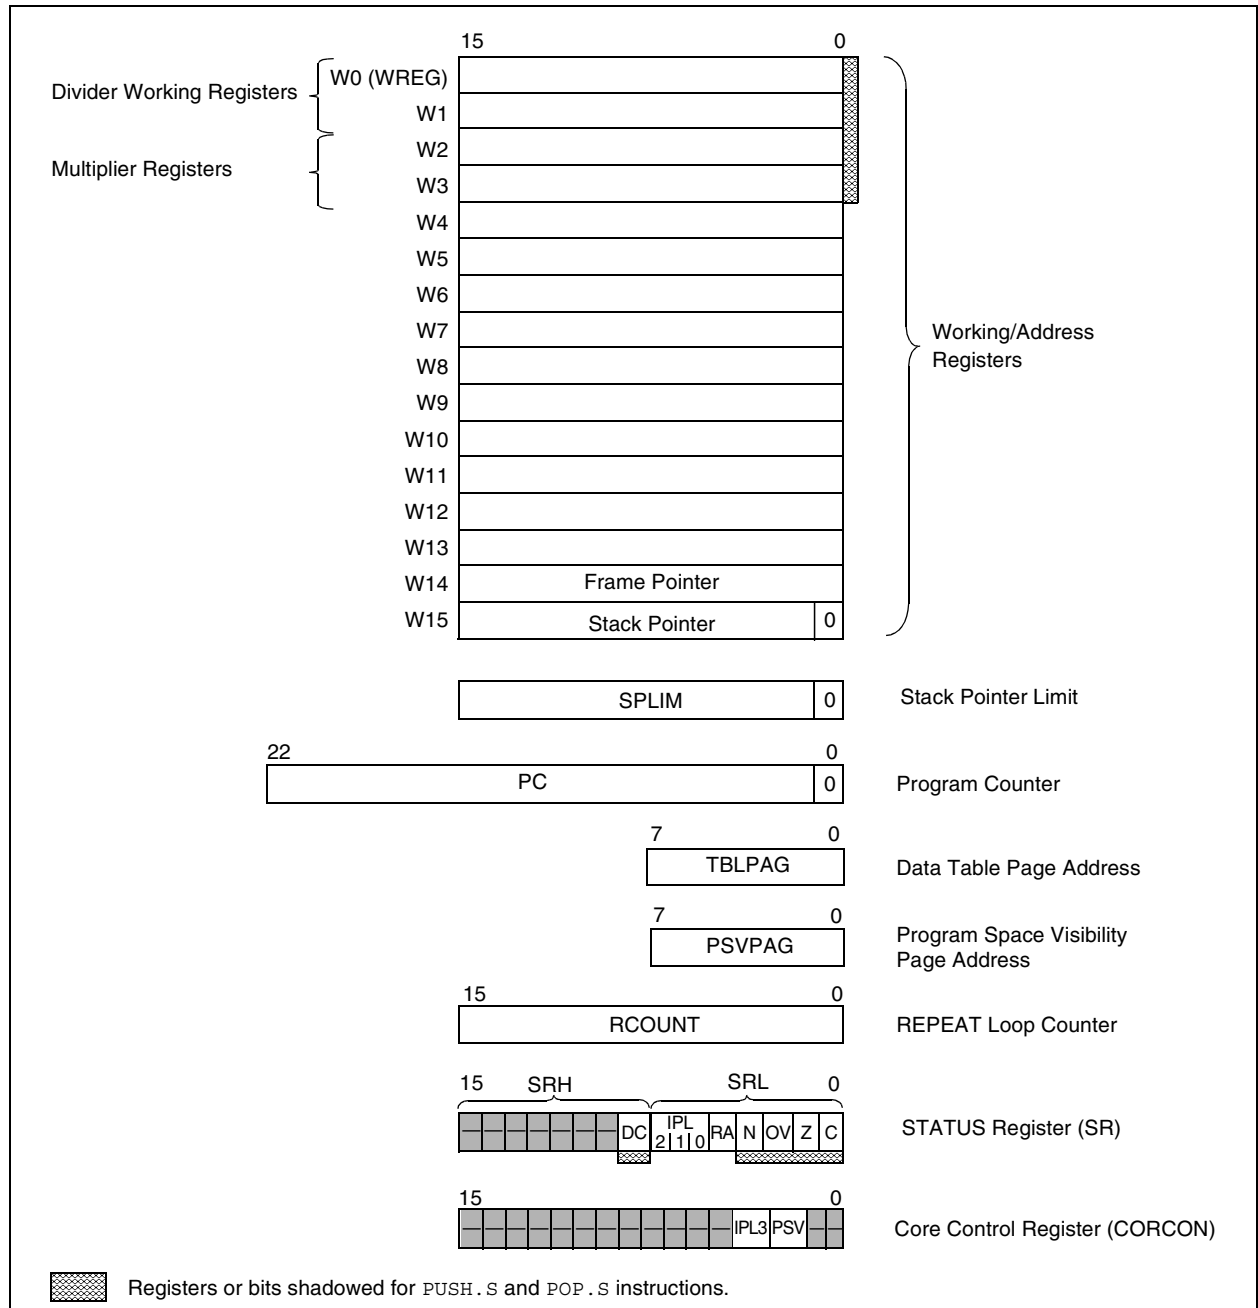 15 0
Divider Working Registers
W0 (WREG)
W1
Multiplier Registers
W2
W3
W4
W5
W6
W7
W8
W9
W10
W11
W12
W13
W14 Frame Pointer
W15 Stack Pointer 0
Working/Address
Registers
SPLIM 0 Stack Pointer Limit
22 0
PC 0 Program Counter
7 0
TBLPAG Data Table Page Address
7 0
PSVPAG Program Space Visibility
Page Address
15 0
RCOUNT REPEAT Loop Counter
15 SRH SRL 0
— — — — — — — DC IPL 2 1 0 RA N OV Z C STATUS Register (SR)
15 0
— — — — — — — — — — — — IPL3 PSV — — Core Control Register (CORCON)
Registers or bits shadowed for PUSH.S and POP.S instructions.